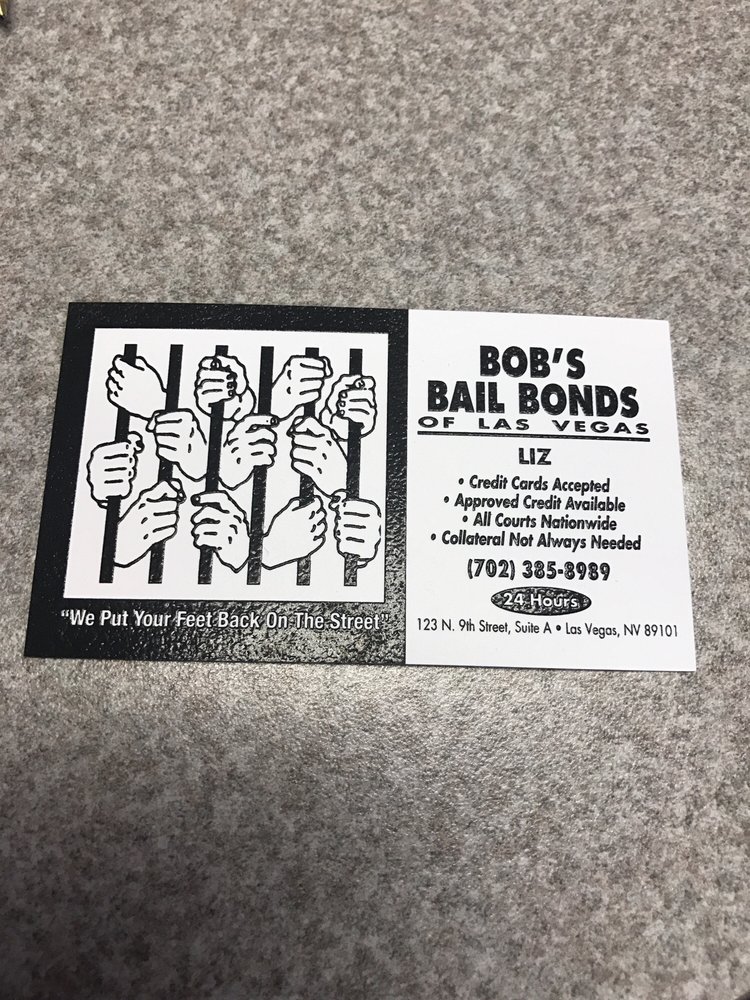 "We Put Your Feet Back On The Street"
BOB'S
BAIL BONDS
OF LAS VEGAS
LIZ
• Credit Cards Accepted
• Approved Credit Available
• All Courts Nationwide
• Collateral Not Always Needed
(702) 385-8989
24 Hours
123 N. 9th Street, Suite A • Las Vegas, NV 89101